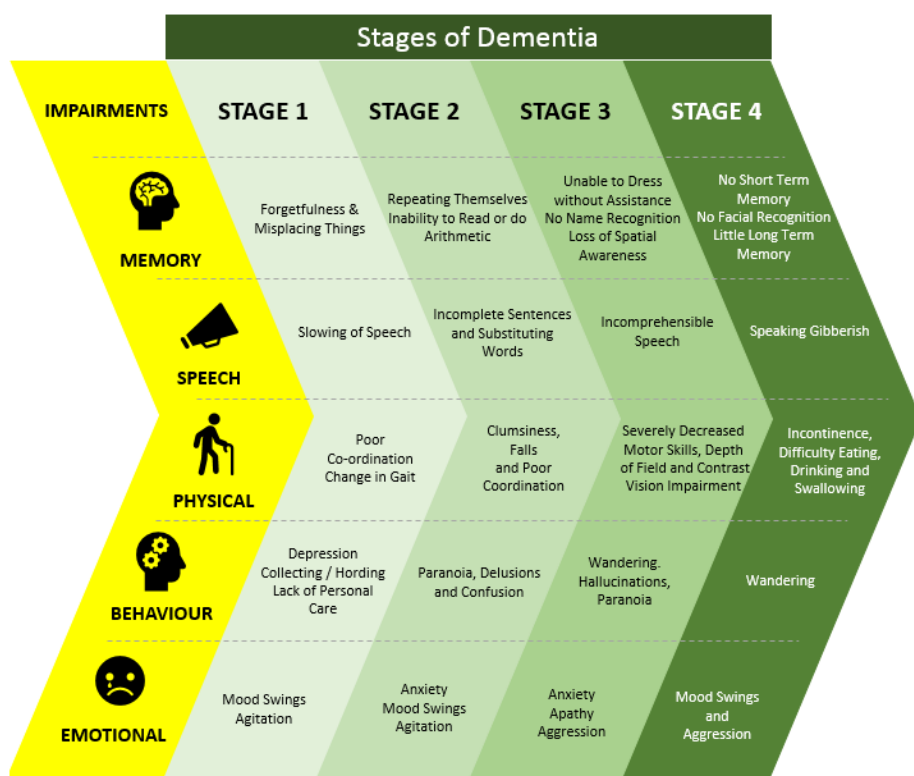 Stages of Dementia
IMPAIRMENTS
STAGE 1
STAGE 2
STAGE 3
STAGE 4
MEMORY
Forgetfulness &
Misplacing Things
Repeating Themselves
Inability to Read or do
Arithmetic
Unable to Dress
without Assistance
No Name Recognition
Loss of Spatial
Awareness
No Short Term
Memory
No Facial Recognition
Little Long Term
Memory
SPEECH
Slowing of Speech
Incomplete Sentences
and Substituting
Words
Incomprehensible
Speech
Speaking Gibberish
PHYSICAL
Poor
Co-ordination
Change in Gait
Clumsiness,
Falls
and Poor
Coordination
Severely Decreased
Motor Skills, Depth
of Field and Contrast
Vision Impairment
Incontinence,
Difficulty Eating,
Drinking and
Swallowing
BEHAVIOUR
Depression
Collecting / Hording
Lack of Personal
Care
Paranoia, Delusions
and Confusion
Wandering.
Hallucinations,
Paranoia
Wandering
EMOTIONAL
Mood Swings
Agitation
Anxiety
Mood Swings
Agitation
Anxiety
Apathy
Aggression
Mood Swings
and
Aggression